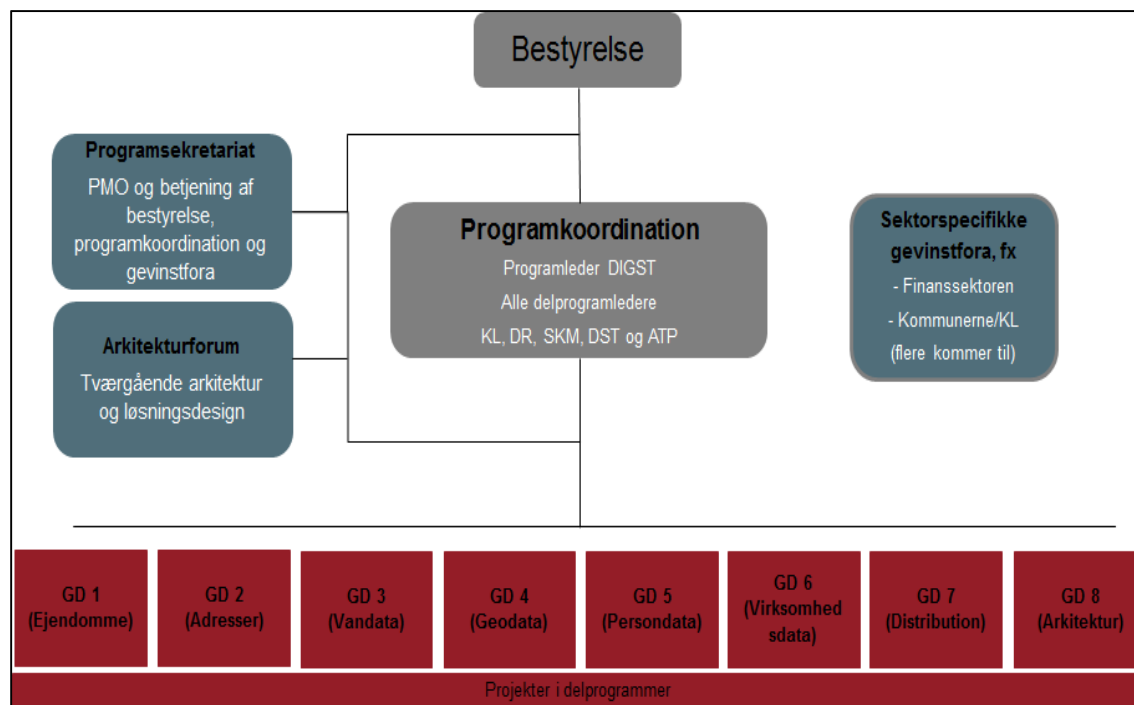 Bestyrelse
Programsekretariat
PMO og betjening af
bestyrelse,
programkoordination og
gevinstfora
Arkitekturforum
Tværgående arkitektur
og løsningsdesign
Programkoordination
Programleder DIGST
Alle delprogramledere
KL, DR, SKM, DST og ATP
Sektorspecifikke
gevinstfora, fx
- Finanssektoren
- Kommunerne/KL
(flere kommer til)
GD 1
(Ejendomme)
GD 2
(Adresser)
GD 3
(Vandata)
GD 4
(Geodata)
GD 5
(Persondata)
GD 6
(Virksomhed
sdata)
GD 7
(Distribution)
GD 8
(Arkitektur)
Projekter i delprogrammer